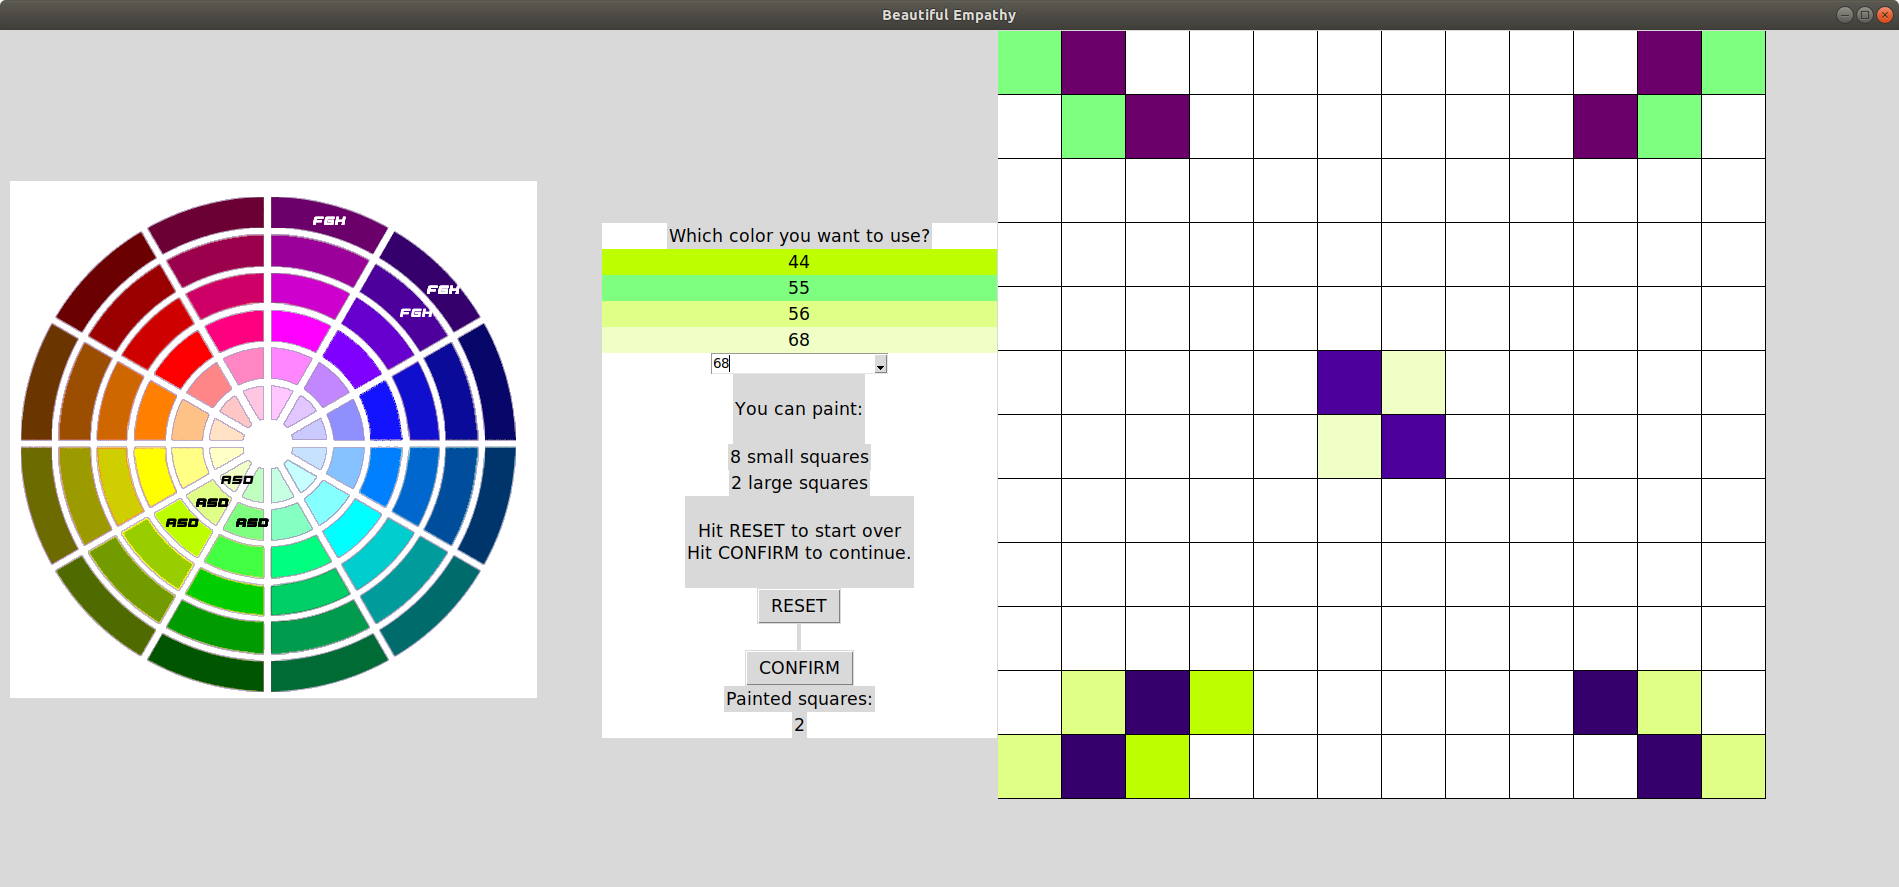 Beautiful Empathy
FGH
FGH
FGH
ASD
ASD
ASD ASD
Which color you want to use?
44
55
56
68
68
You can paint:
8 small squares
2 large squares
Hit RESET to start over
Hit CONFIRM to continue.
RESET
CONFIRM
Painted squares:
2